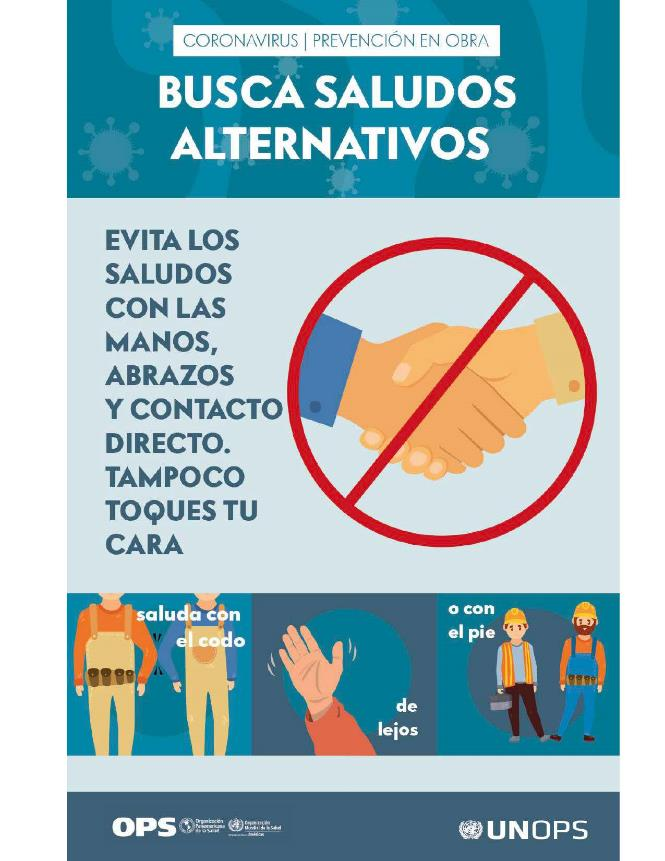 CORONAVIRUS | PREVENCIÓN EN OBRA
BUSCA SALUDOS
ALTERNATIVOS
EVITA LOS
SALUDOS
CON LAS
MANOS,
ABRAZOS
Y CONTACTO
DIRECTO.
TAMPOCO
TOQUES TU
CARA
saluda con
el codo
de
lejos
o con
el pie
OPS
Organización
Panamericana
de la Salud
Organización
Mundial de la Salud
UNOPS